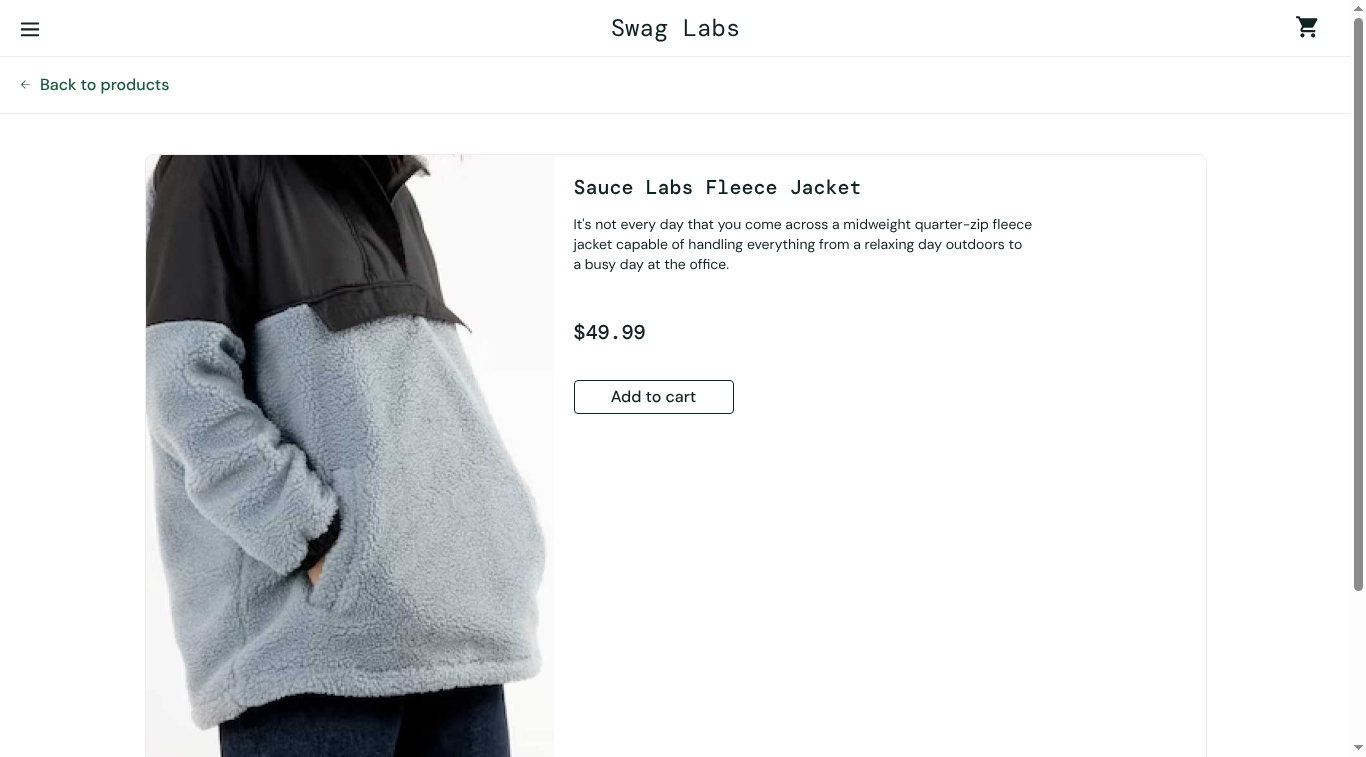 Swag Labs
Back to products
Sauce Labs Fleece Jacket
It's not every day that you come across a midweight quarter-zip fleece
jacket capable of handling everything from a relaxing day outdoors to
a busy day at the office.
$49.99
Add to cart